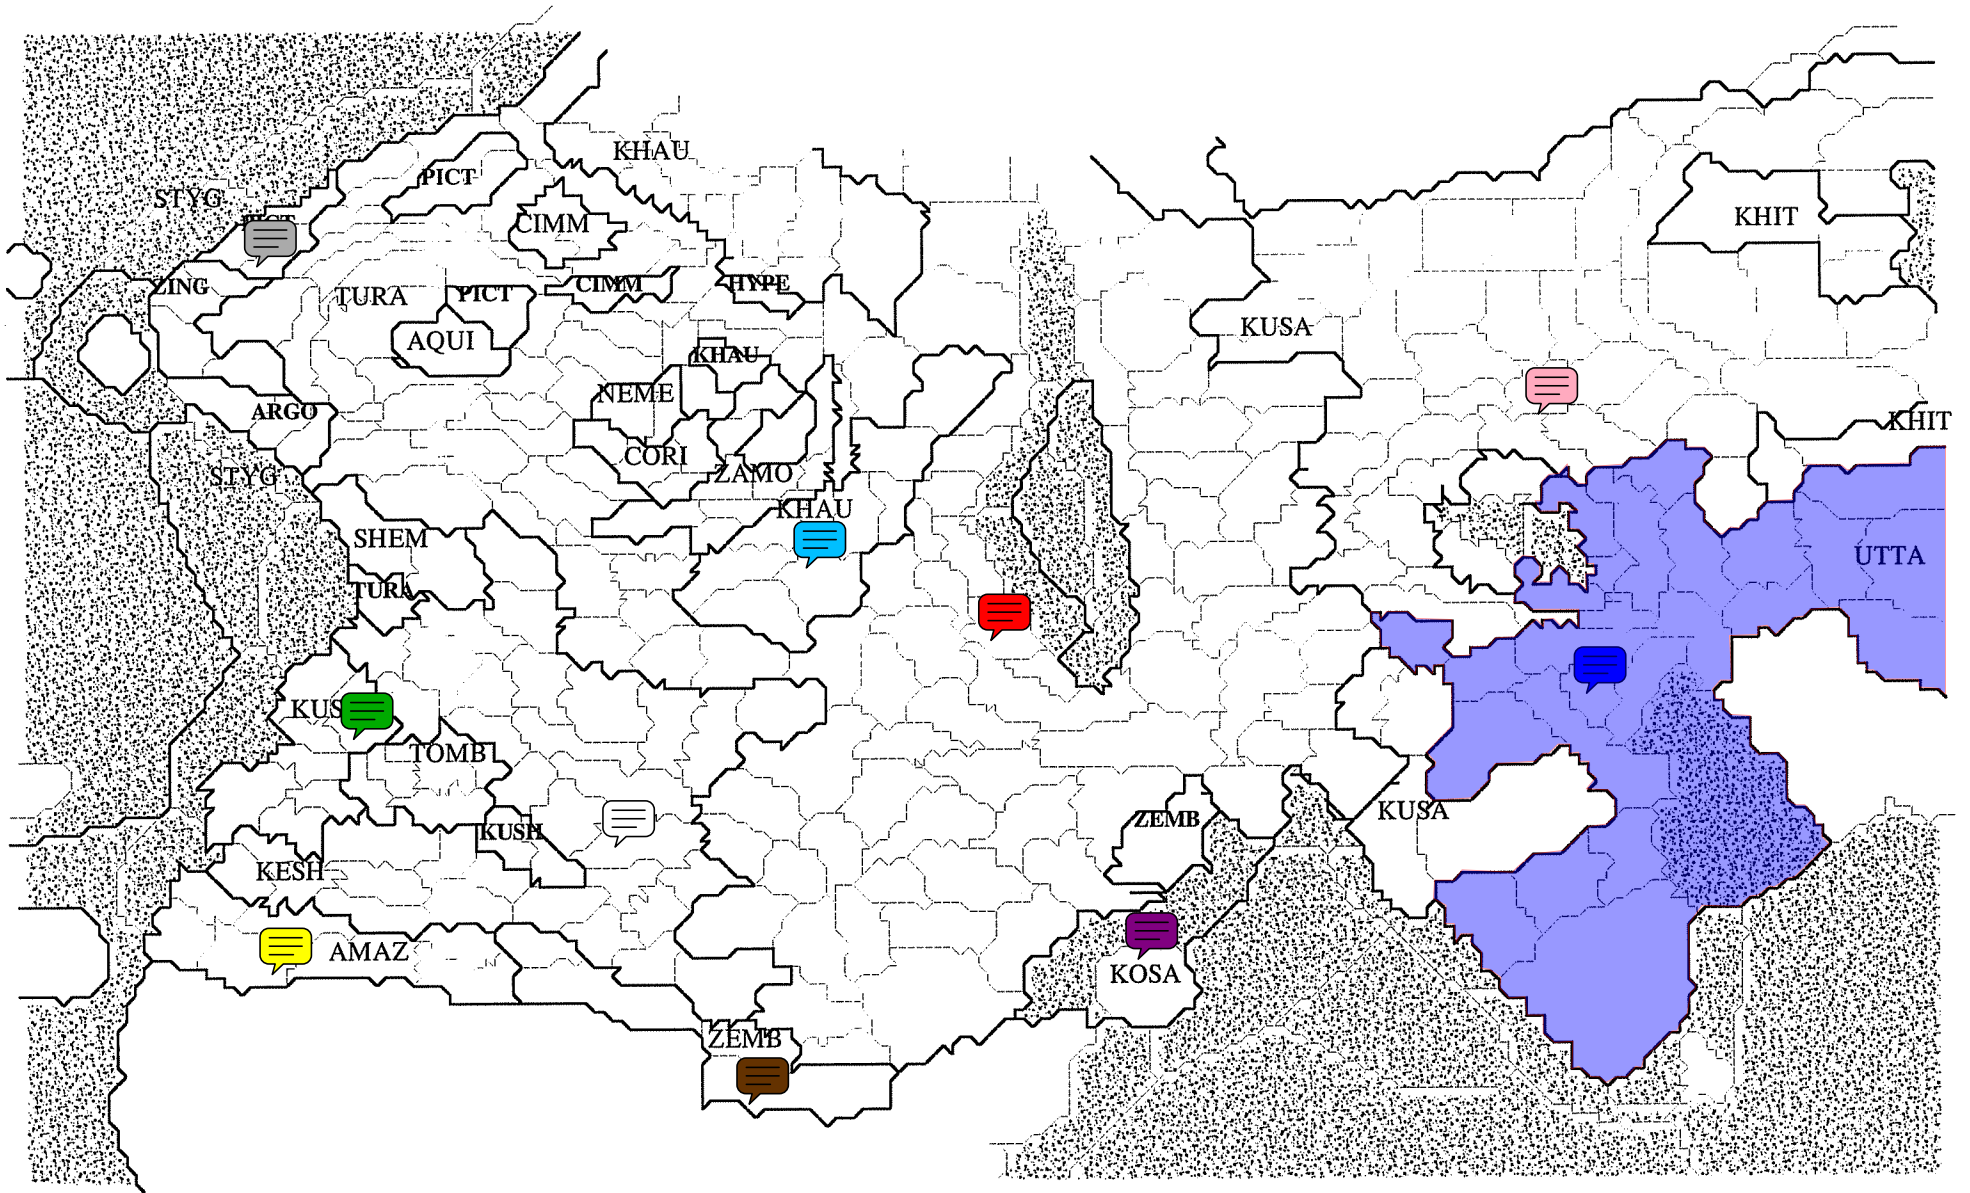 KHAU
PICT
STYG
PICT
CIMM
KHIT
ZING
TURA
PICT
CIMM
HYPE
AQUI
KUSA
KHAU
NEME
ARGO
KHIT
CORI
ZAMO
STYG
KHAU
SHEM
UTTA
TURA
KUS
TOMB
KUSA
ZEMB
KUSH
KESH
AMAZ
KOSA
ZEMB